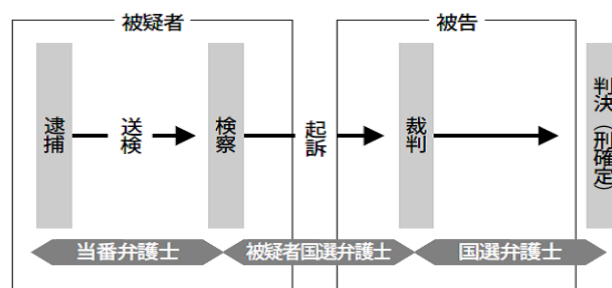 被疑者
被告
逮捕
送検
検察
起訴
裁判
判決（刑確定）
当番弁護士
被疑者国選弁護士
国選弁護士